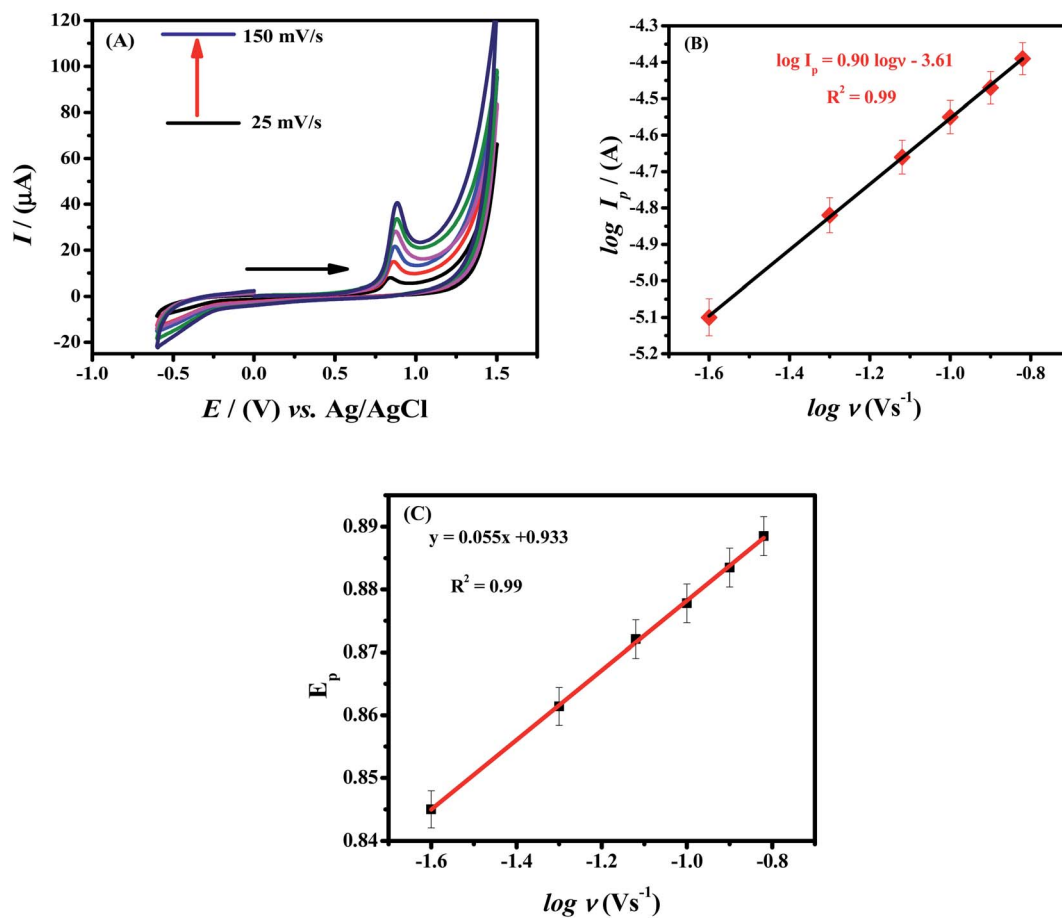 (A)
150 mV/s
25 mV/s
120
100
80
60
40
20
0
-20
-1.0 -0.5 0.0 0.5 1.0 1.5
I / (µA)
E / (V) vs. Ag/AgCl
(B)
log Ip = 0.90 logν - 3.61
R² = 0.99
-4.3
-4.4
-4.5
-4.6
-4.7
-4.8
-4.9
-5.0
-5.1
-5.2
-1.6 -1.4 -1.2 -1.0 -0.8
log Ip / (A)
log ν (Vs⁻¹)
(C)
y = 0.055x +0.933
R² = 0.99
0.89
0.88
0.87
0.86
0.85
0.84
-1.6 -1.4 -1.2 -1.0 -0.8
Ep
log ν (Vs⁻¹)